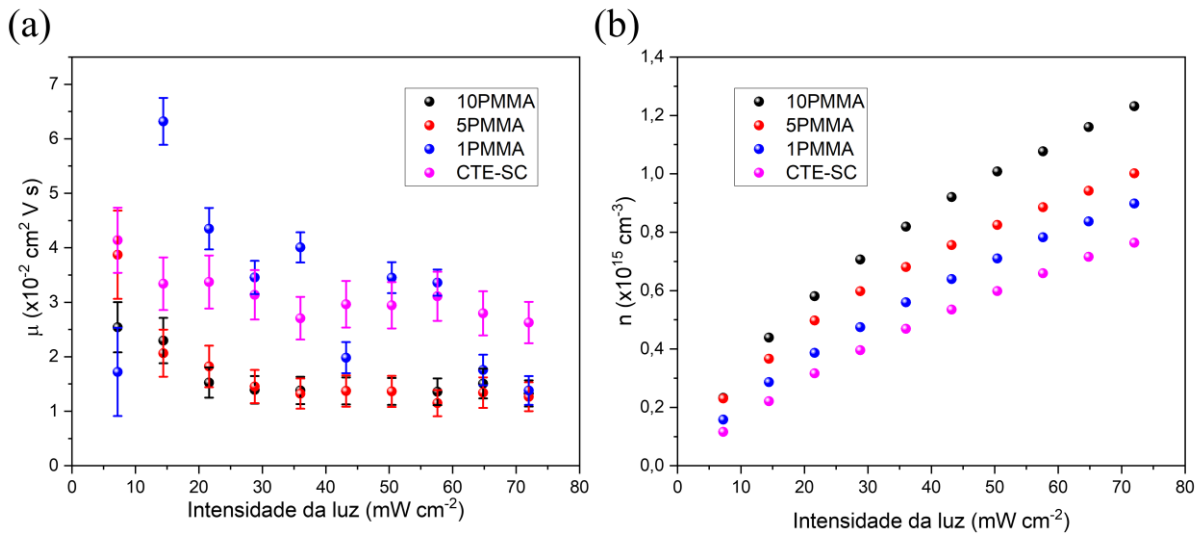 (a)
7
6
5
4
3
2
1
0
μ (x10⁻² cm² V s)
10PMMA
5PMMA
1PMMA
CTE-SC
0 10 20 30 40 50 60 70 80
Intensidade da luz (mW cm⁻²)
(b)
1,4
1,2
1,0
0,8
0,6
0,4
0,2
0,0
n (x10¹⁵ cm⁻³)
10PMMA
5PMMA
1PMMA
CTE-SC
0 10 20 30 40 50 60 70 80
Intensidade da luz (mW cm⁻²)